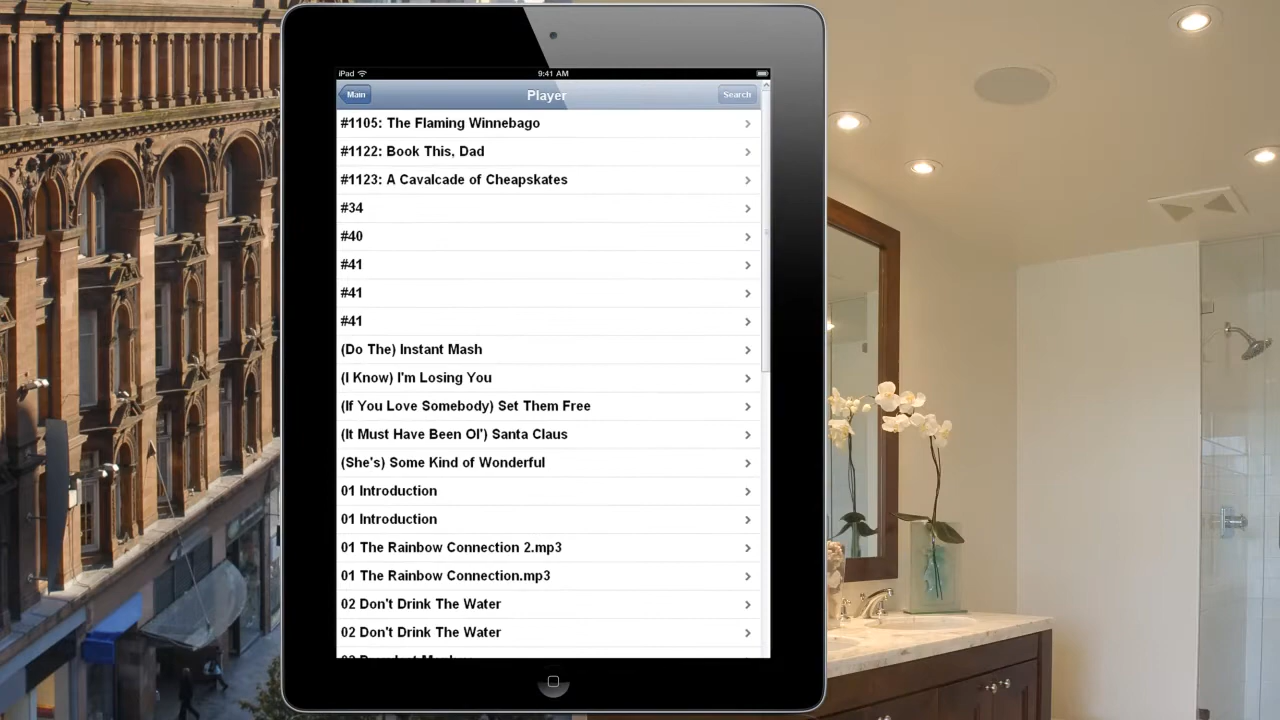 iPad 9:41 AM
Main Player Search
#1105: The Flaming Winnebago
#1122: Book This, Dad
#1123: A Cavalcade of Cheapskates
#34
#40
#41
#41
#41
(Do The) Instant Mash
(I Know) I'm Losing You
(If You Love Somebody) Set Them Free
(It Must Have Been Ol') Santa Claus
(She's) Some Kind of Wonderful
01 Introduction
01 Introduction
01 The Rainbow Connection 2.mp3
01 The Rainbow Connection.mp3
02 Don't Drink The Water
02 Don't Drink The Water